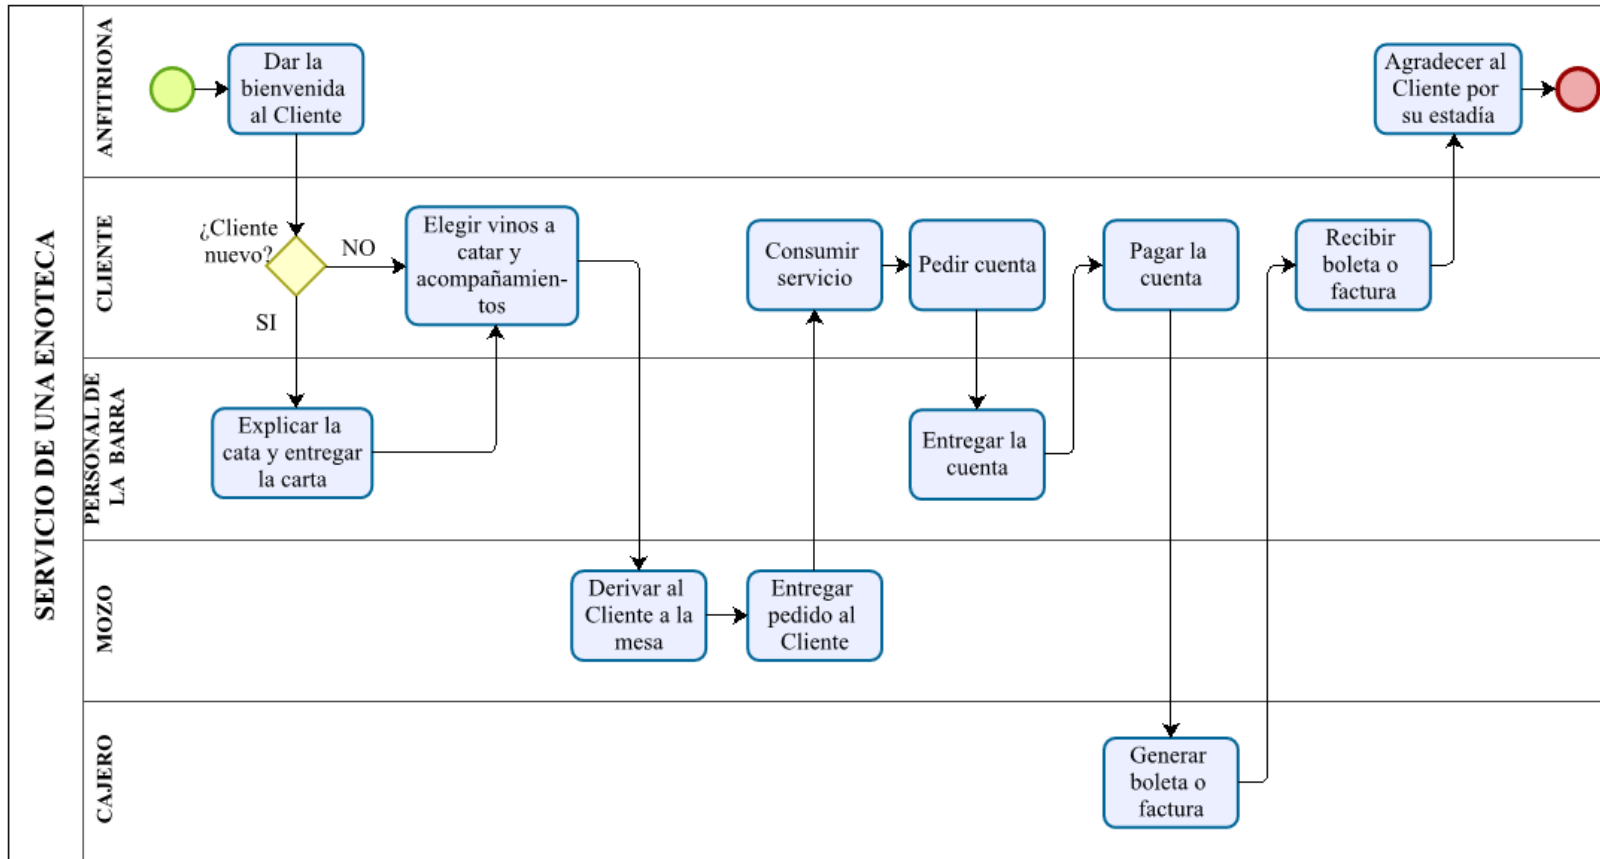 SERVICIO DE UNA ENOTECA
ANFITRIONA
Dar la
bienvenida
al Cliente
Agradecer al
Cliente por
su estadía
CLIENTE
¿Cliente
nuevo?
NO
SI
Elegir vinos a
catar y
acompañamien-
tos
Consumir
servicio
Pedir cuenta
Pagar la
cuenta
Recibir
boleta o
factura
PERSONAL DE
LA BARRA
Explicar la
cata y entregar
la carta
Entregar la
cuenta
MOZO
Derivar al
Cliente a la
mesa
Entregar
pedido al
Cliente
CAJERO
Generar
boleta o
factura